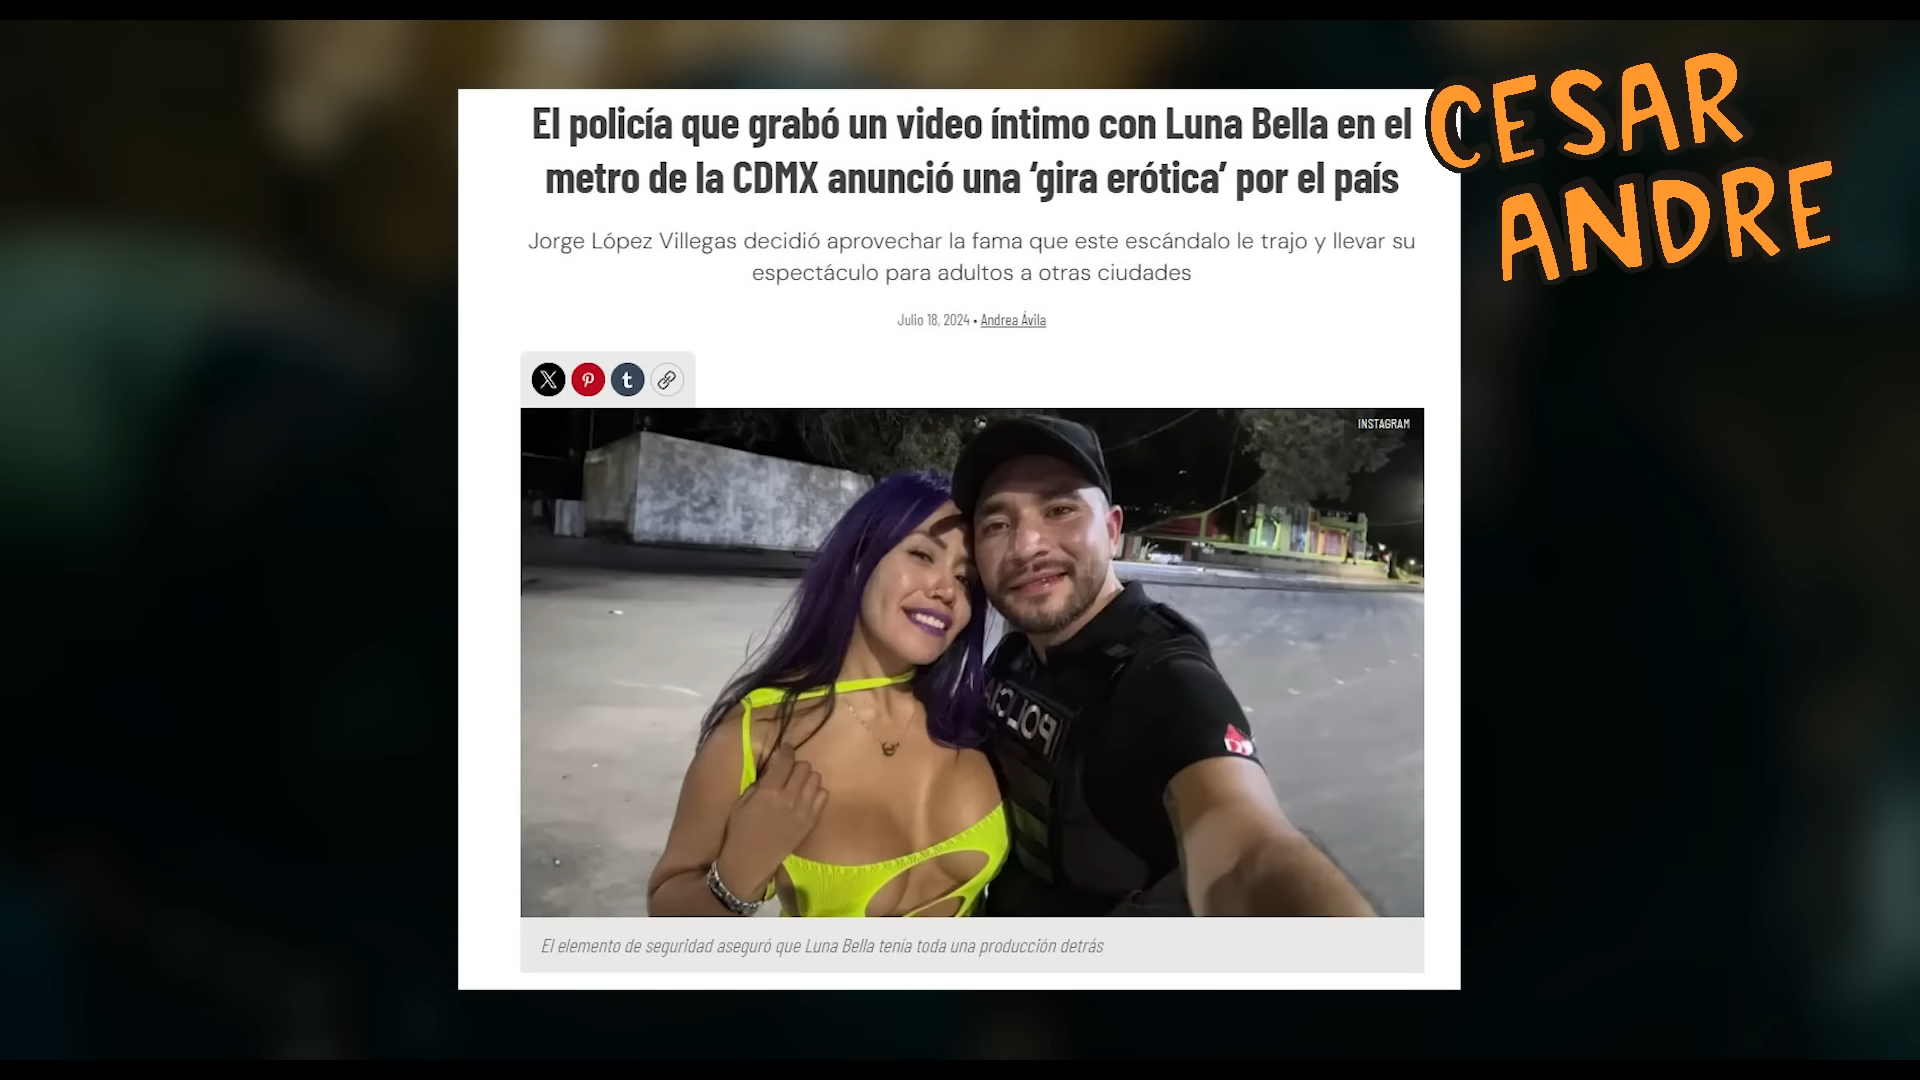 El policía que grabó un video íntimo con Luna Bella en el
metro de la CDMX anunció una ‘gira erótica’ por el país
CESAR
ANDRE
Jorge López Villegas decidió aprovechar la fama que este escándalo le trajo y llevar su
espectáculo para adultos a otras ciudades
Julio 18, 2024 • Andrea Ávila
INSTAGRAM
POLICIA
El elemento de seguridad aseguró que Luna Bella tenía toda una producción detrás